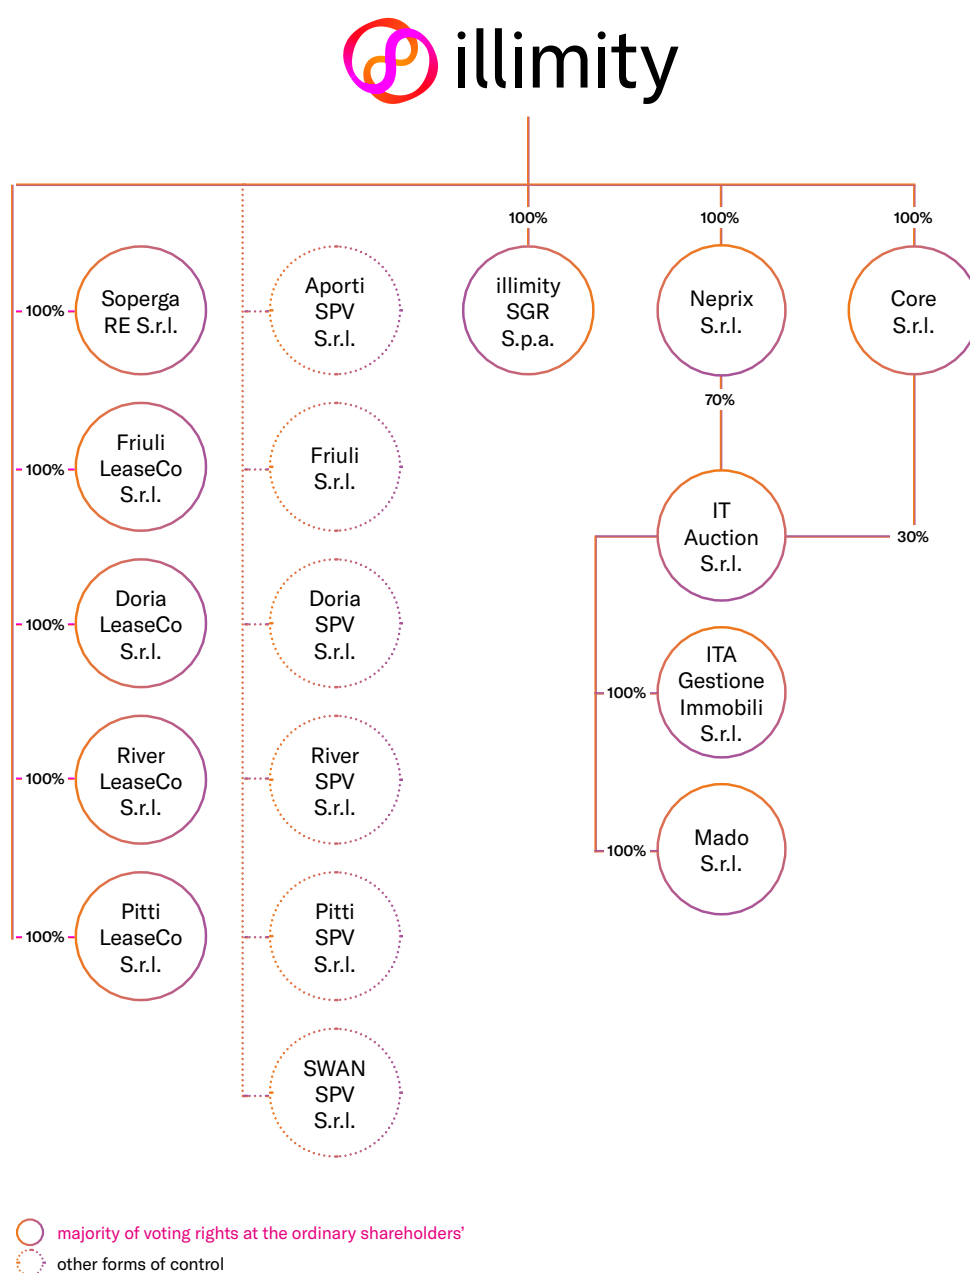 illimity
100%
100%
100%
100%
Soperga
RE S.r.l.
Aporti
SPV
S.r.l.
illimity
SGR
S.p.a.
Neprix
S.r.l.
Core
S.r.l.
70%
100%
Friuli
LeaseCo
S.r.l.
Friuli
S.r.l.
IT
Auction
S.r.l.
30%
100%
Doria
LeaseCo
S.r.l.
Doria
SPV
S.r.l.
100%
ITA
Gestione
Immobili
S.r.l.
100%
River
LeaseCo
S.r.l.
River
SPV
S.r.l.
100%
Mado
S.r.l.
100%
Pitti
LeaseCo
S.r.l.
Pitti
SPV
S.r.l.
SWAN
SPV
S.r.l.
majority of voting rights at the ordinary shareholders’
other forms of control